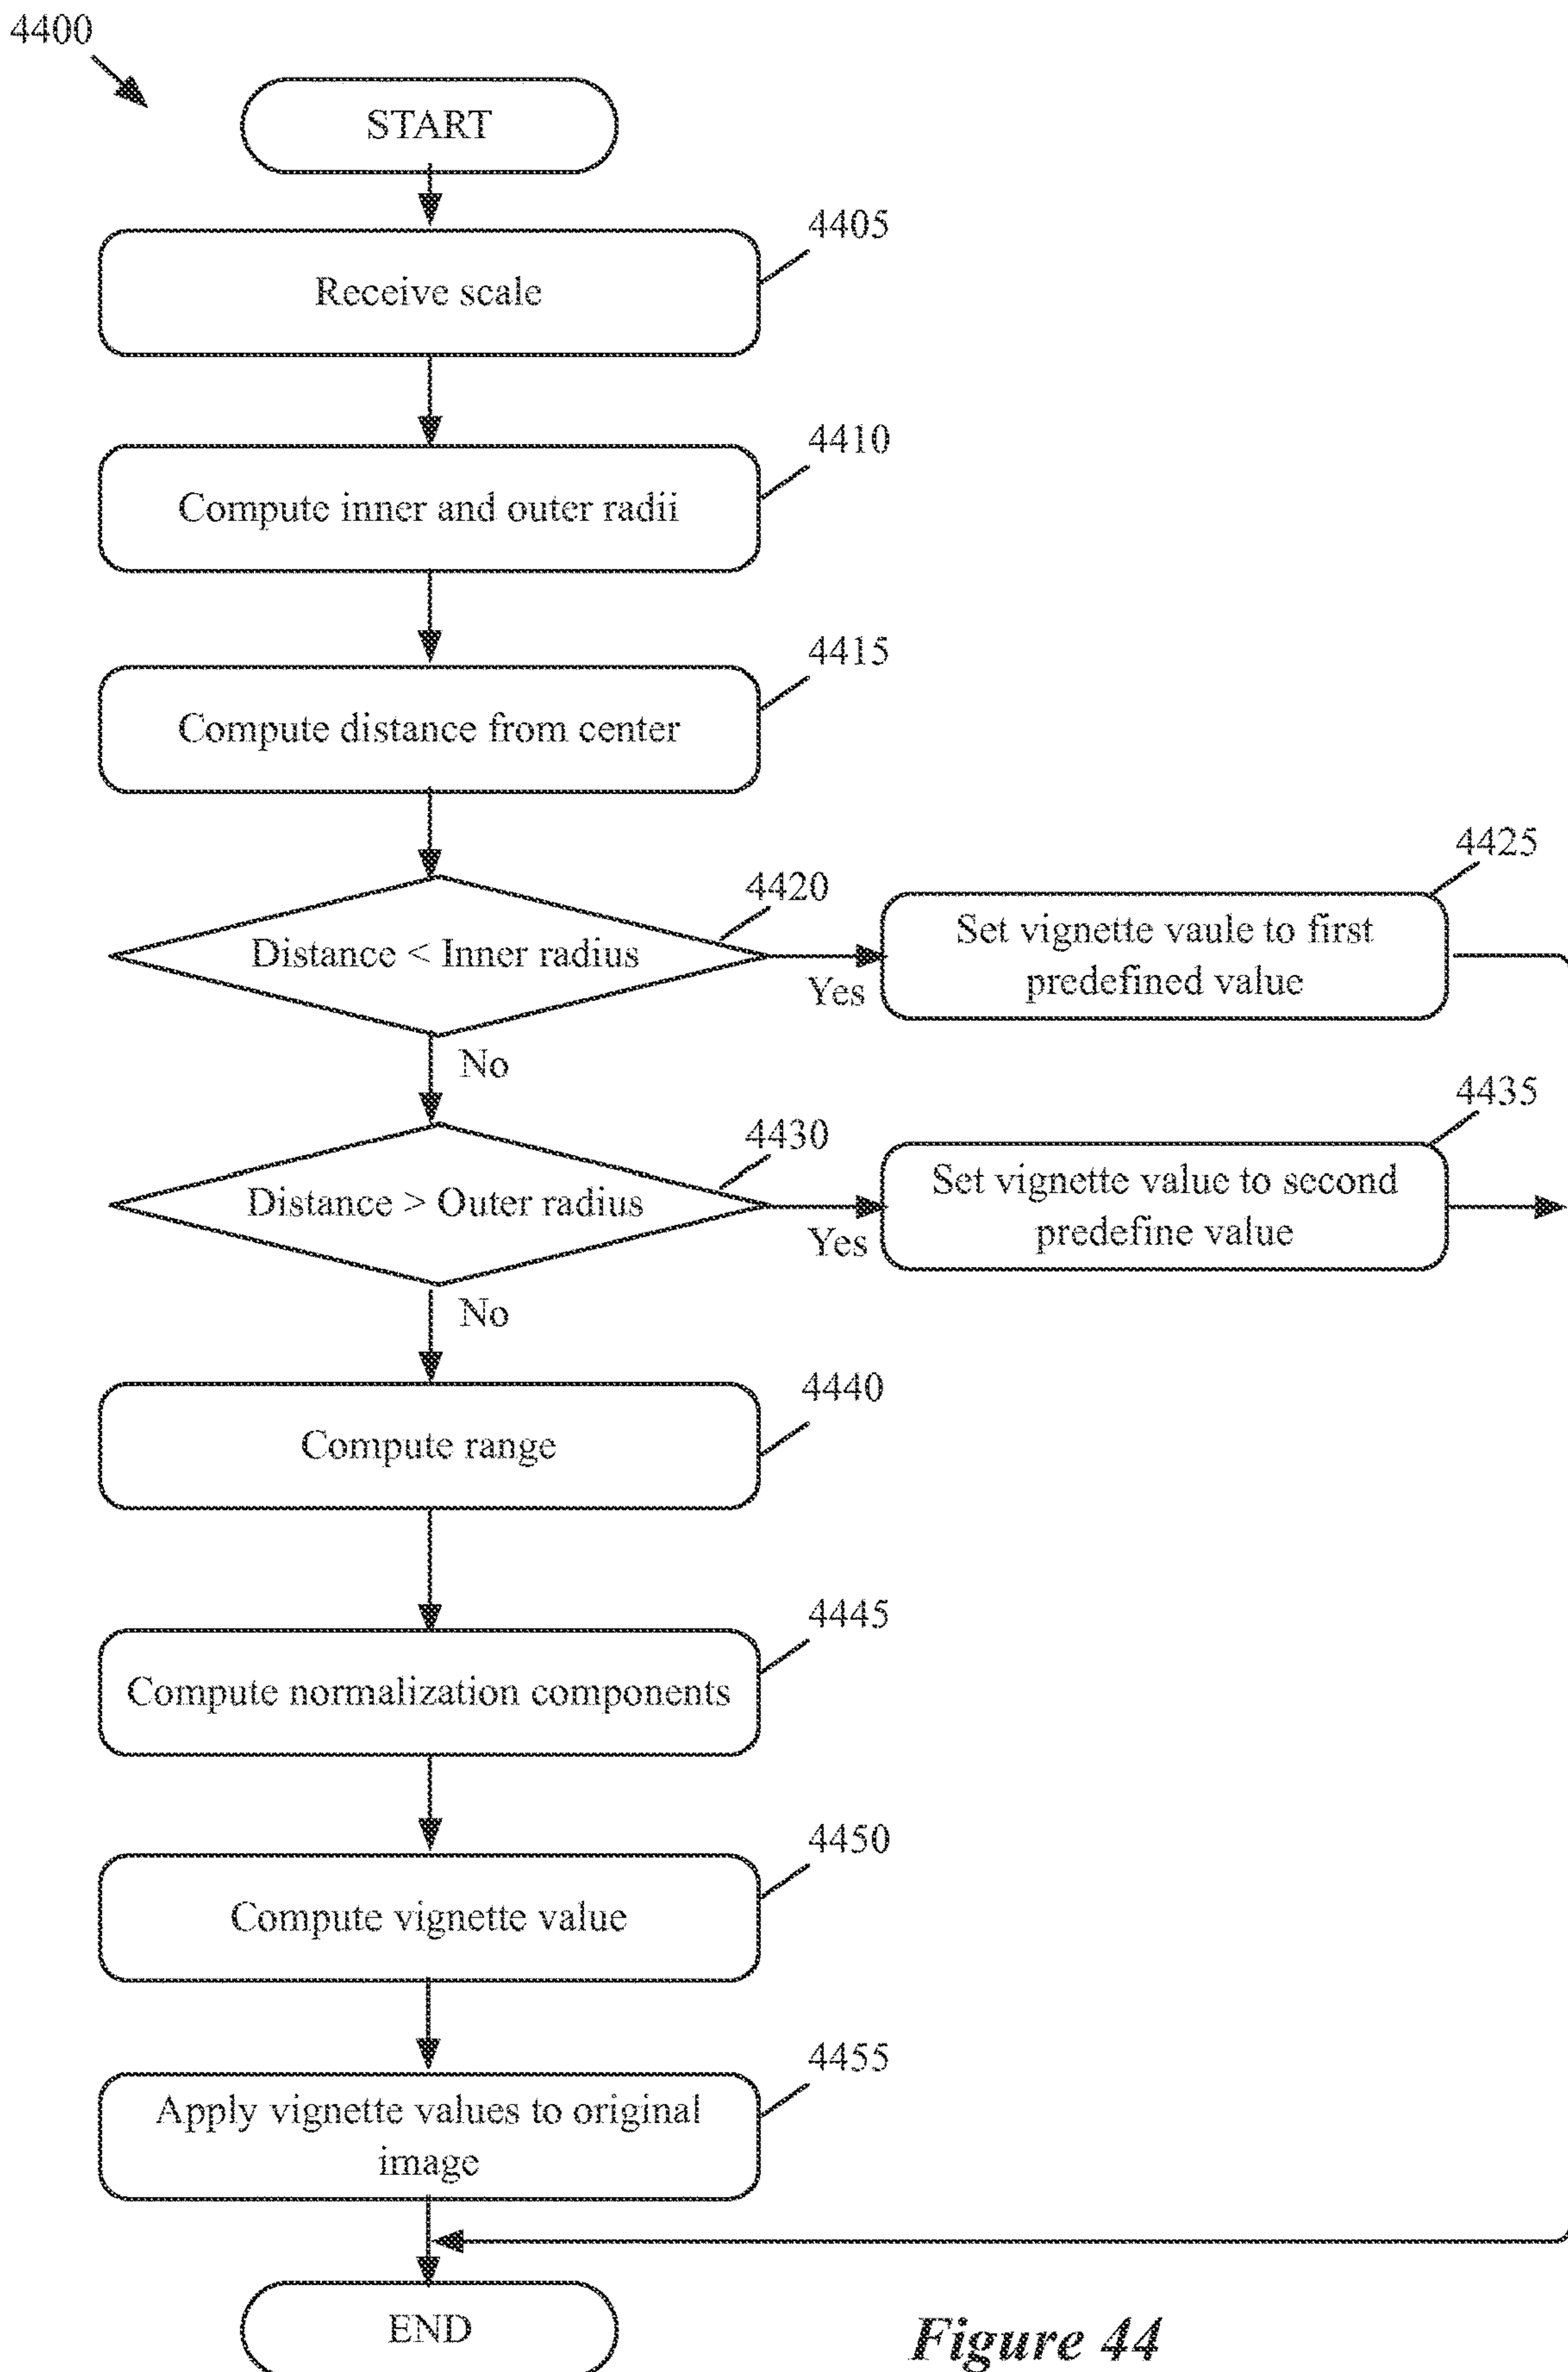 4400
START
4405
Receive scale
4410
Compute inner and outer radii
4415
Compute distance from center
4420
Distance < Inner radius
Yes
4425
Set vignette vaule to first
predefined value
No
4430
Distance > Outer radius
Yes
4435
Set vignette value to second
predefine value
No
4440
Compute range
4445
Compute normalization components
4450
Compute vignette value
4455
Apply vignette values to original
image
END
Figure 44